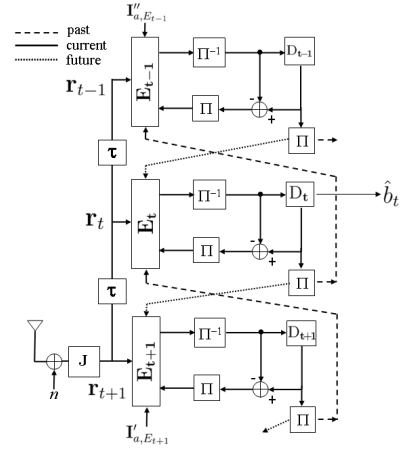 I''_{a,E_{t-1}}
past
current
future
E_{t-1}
Π^{-1}
D_{t-1}
r_{t-1}
Π
-
+
Π
τ
E_t
Π^{-1}
D_t
b̂_t
r_t
Π
-
+
Π
τ
E_{t+1}
Π^{-1}
D_{t+1}
J
n
r_{t+1}
Π
-
+
Π
I'_{a,E_{t+1}}